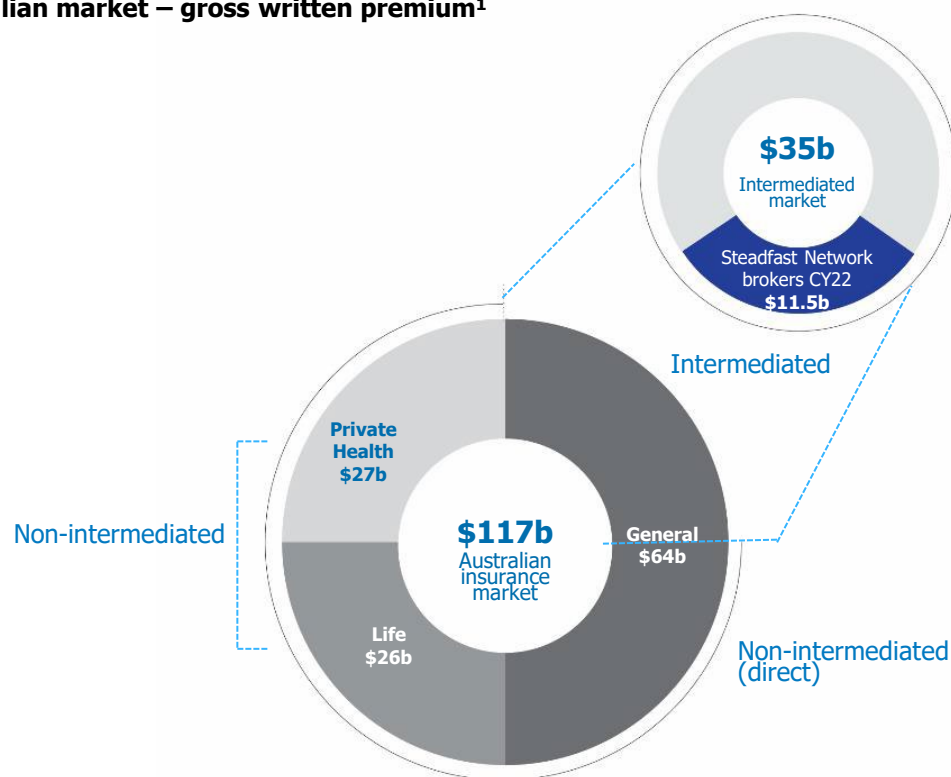 lian market – gross written premium¹
$35b
Intermediated
market
Steadfast Network
brokers CY22
$11.5b
Intermediated
Private
Health
$27b
Non-intermediated
$117b
Australian
insurance
market
General
$64b
Life
$26b
Non-intermediated
(direct)